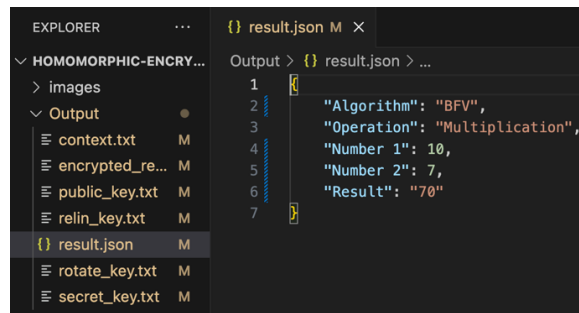 EXPLORER ...
HOMOMORPHIC-ENCRY...
images
Output
context.txt M
encrypted_re... M
public_key.txt M
relin_key.txt M
{} result.json M
rotate_key.txt M
secret_key.txt M
{} result.json M ×
Output > {} result.json > ...
1 {
2 "Algorithm": "BFV",
3 "Operation": "Multiplication",
4 "Number 1": 10,
5 "Number 2": 7,
6 "Result": "70"
7 }